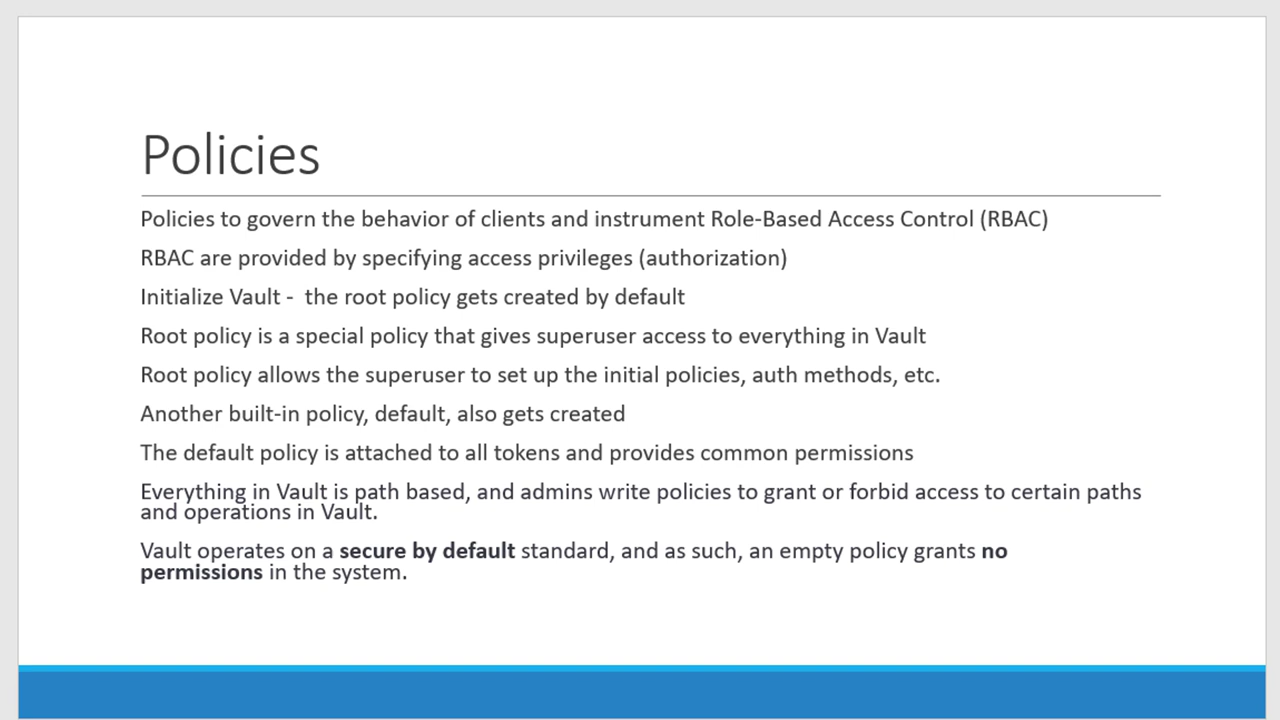 Policies
Policies to govern the behavior of clients and instrument Role-Based Access Control (RBAC)
RBAC are provided by specifying access privileges (authorization)
Initialize Vault -  the root policy gets created by default
Root policy is a special policy that gives superuser access to everything in Vault
Root policy allows the superuser to set up the initial policies, auth methods, etc.
Another built-in policy, default, also gets created
The default policy is attached to all tokens and provides common permissions
Everything in Vault is path based, and admins write policies to grant or forbid access to certain paths
and operations in Vault.
Vault operates on a secure by default standard, and as such, an empty policy grants no
permissions in the system.